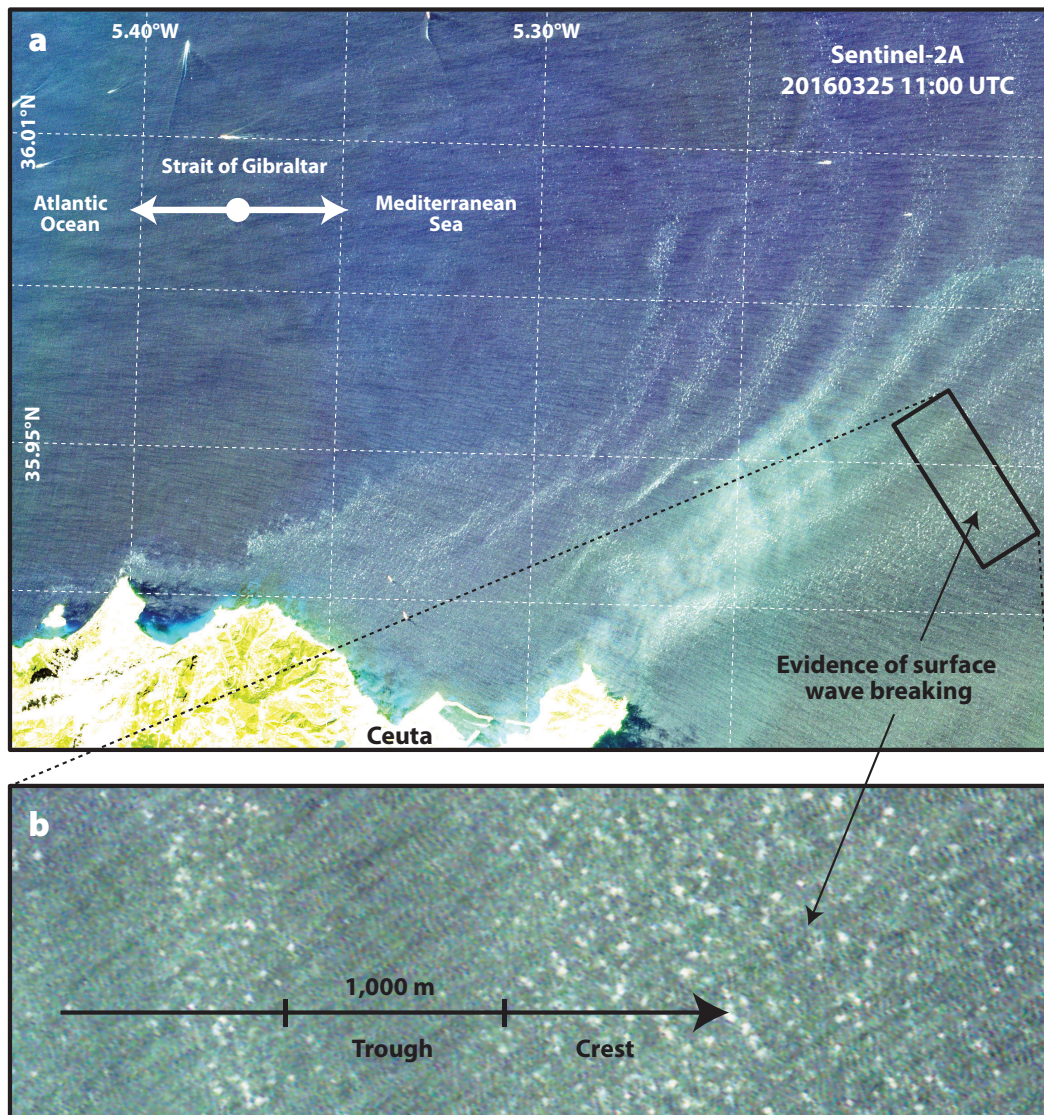 a
5.40°W
5.30°W
Sentinel-2A
20160325 11:00 UTC
36.01°N
Strait of Gibraltar
Atlantic
Ocean
Mediterranean
Sea
35.95°N
Evidence of surface
wave breaking
Ceuta
b
1,000 m
Trough
Crest